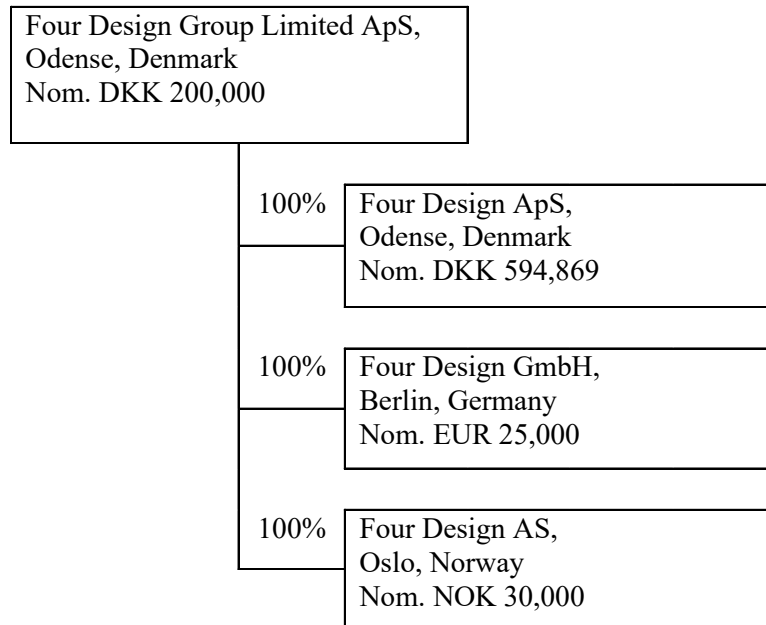 Four Design Group Limited ApS,
Odense, Denmark
Nom. DKK 200,000
100%
Four Design ApS,
Odense, Denmark
Nom. DKK 594,869
100%
Four Design GmbH,
Berlin, Germany
Nom. EUR 25,000
100%
Four Design AS,
Oslo, Norway
Nom. NOK 30,000